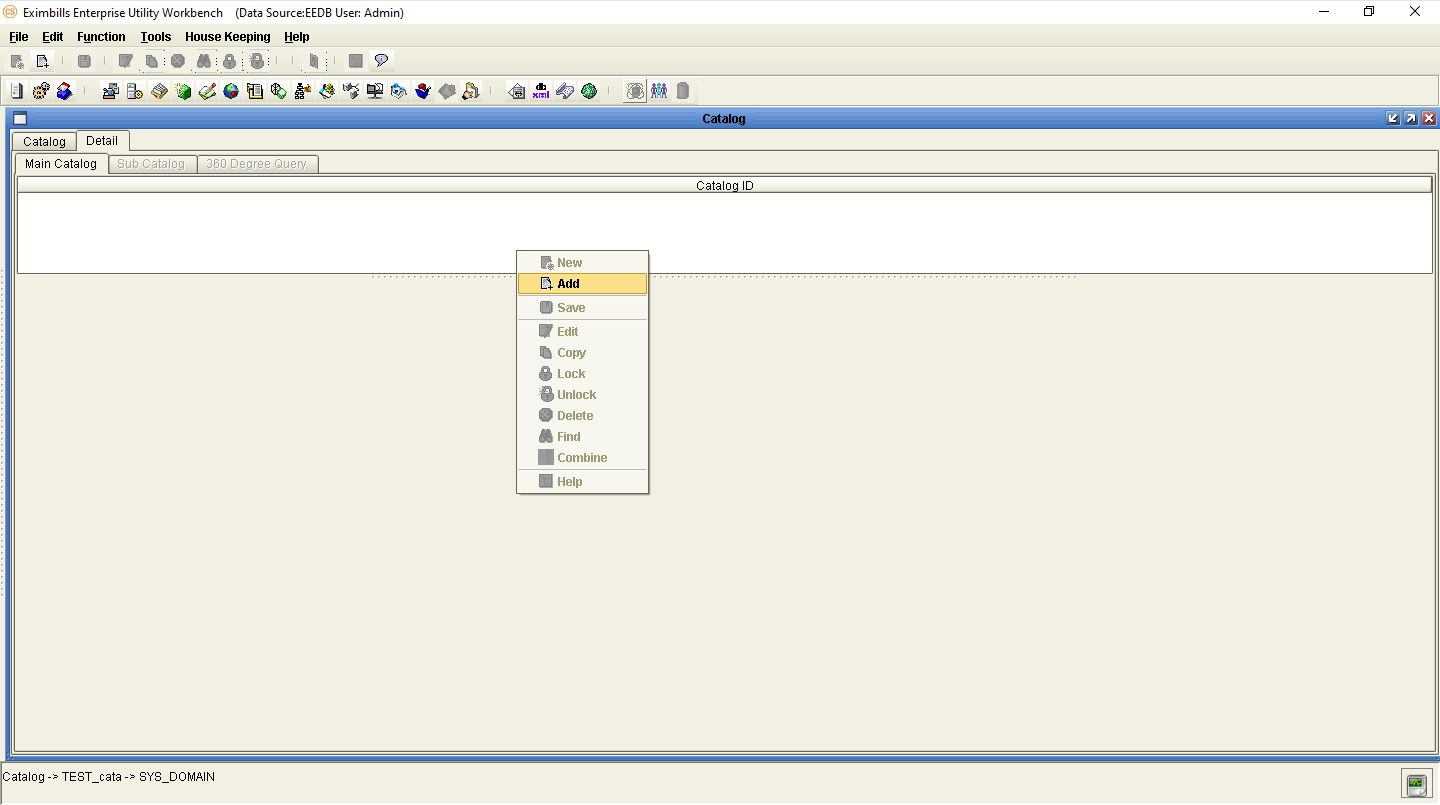 Eximbills Enterprise Utility Workbench (Data Source:EEDB User: Admin)
File Edit Function Tools House Keeping Help
db xml
Catalog
Catalog Detail
Main Catalog Sub Catalog 360 Degree Query
Catalog ID
New
Add
Save
Edit
Copy
Lock
Unlock
Delete
Find
Combine
Help
Catalog -> TEST_cata -> SYS_DOMAIN